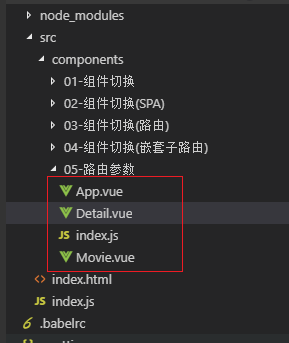 node_modules
src
components
01-组件切换
02-组件切换(SPA)
03-组件切换(路由)
04-组件切换(嵌套子路由)
05-路由参数
App.vue
Detail.vue
JS index.js
Movie.vue
index.html
JS index.js
.babelrc